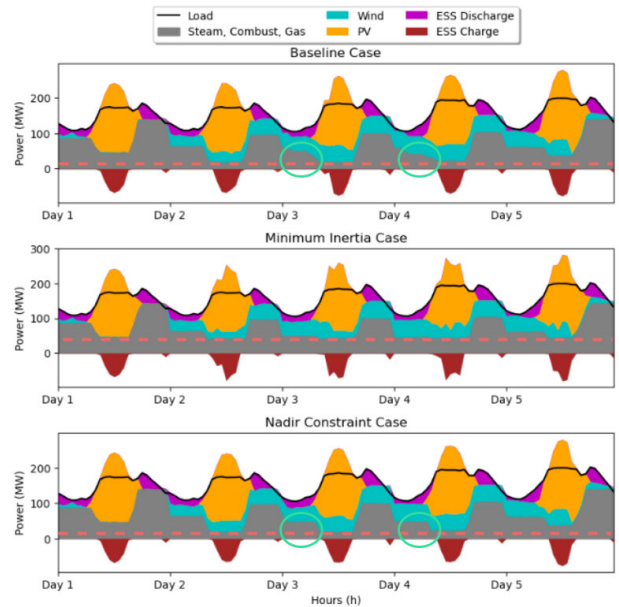 Load
Steam, Combust, Gas
Wind
PV
ESS Discharge
ESS Charge
Baseline Case
Power (MW)
200
100
0
Day 1
Day 2
Day 3
Day 4
Day 5
Minimum Inertia Case
Power (MW)
300
200
100
0
Day 1
Day 2
Day 3
Day 4
Day 5
Nadir Constraint Case
Power (MW)
200
100
0
Day 1
Day 2
Day 3
Day 4
Day 5
Hours (h)